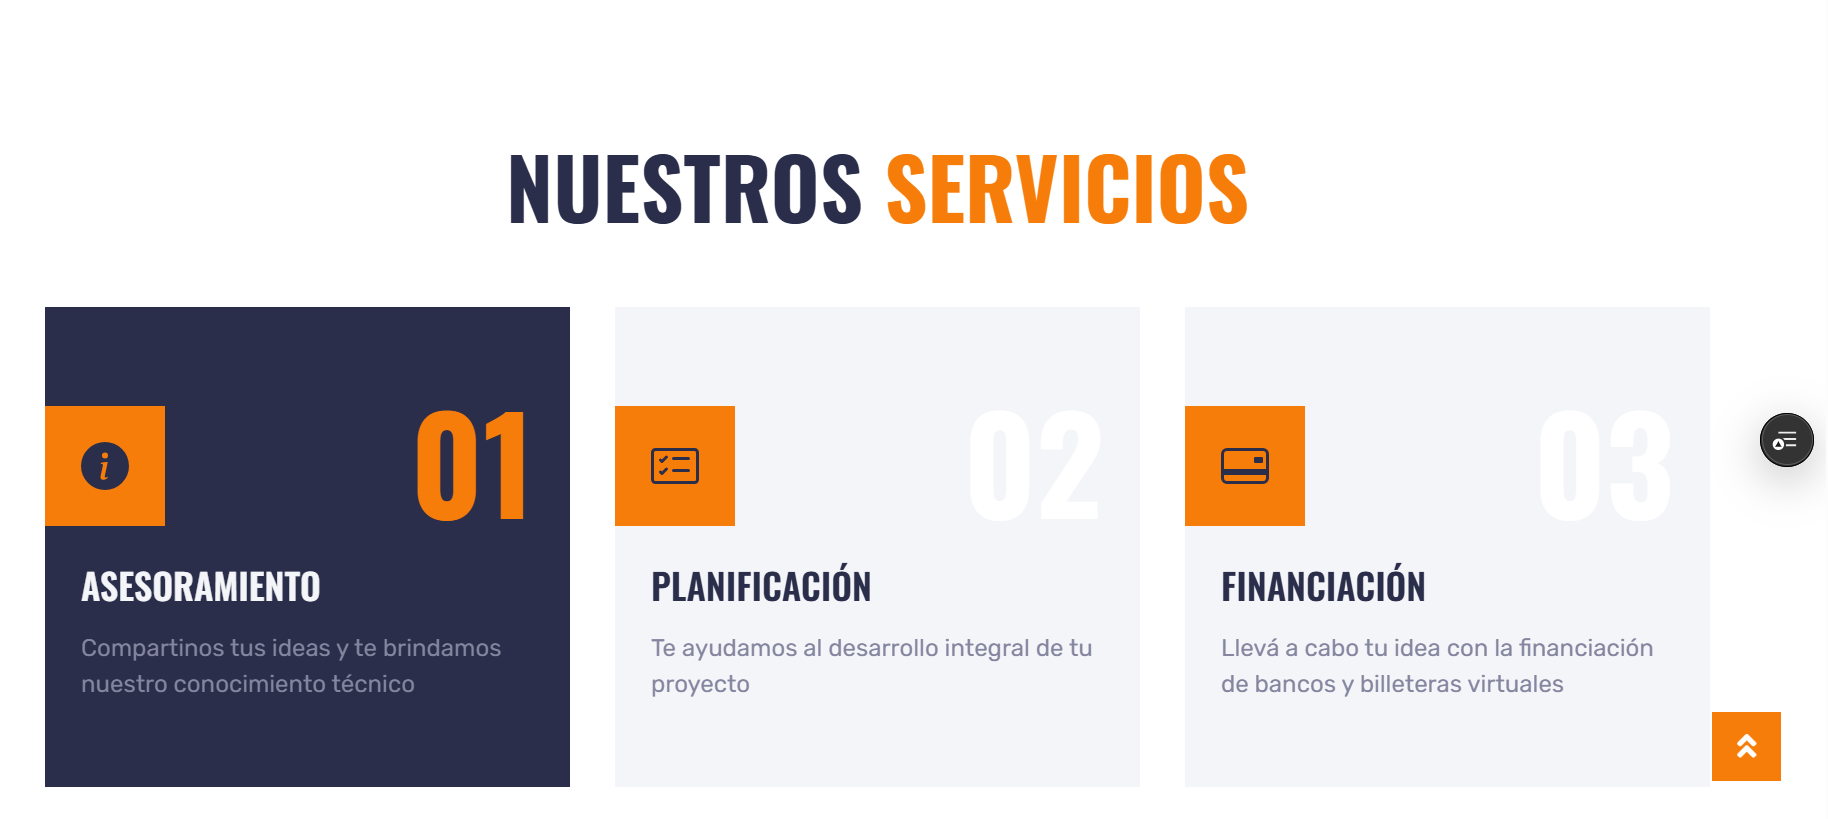 NUESTROS SERVICIOS
01
ASESORAMIENTO
Compartinos tus ideas y te brindamos
nuestro conocimiento técnico
02
PLANIFICACIÓN
Te ayudamos al desarrollo integral de tu
proyecto
03
FINANCIACIÓN
Llevá a cabo tu idea con la financiación
de bancos y billeteras virtuales